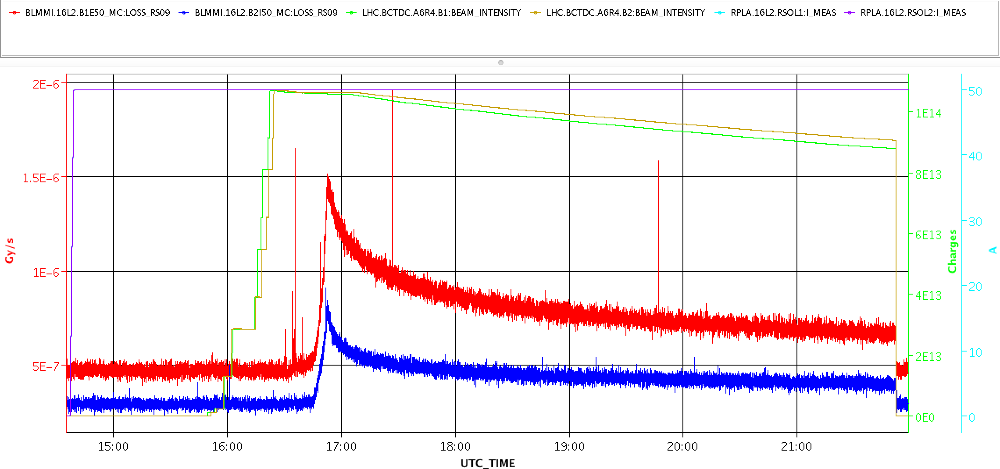 BLMMI.16L2.B1E50_MC:LOSS_RS09 BLMMI.16L2.B2I50_MC:LOSS_RS09 LHC.BCTDC.A6R4.B1:BEAM_INTENSITY LHC.BCTDC.A6R4.B2:BEAM_INTENSITY RPLA.16L2.RSOL1:I_MEAS RPLA.16L2.RSOL2:I_MEAS
2E-6
1.5E-6
1E-6
5E-7
Gy/s
1E14
8E13
6E13
4E13
2E13
0E0
Charges
50
40
30
20
10
0
A
15:00 16:00 17:00 18:00 19:00 20:00 21:00
UTC_TIME